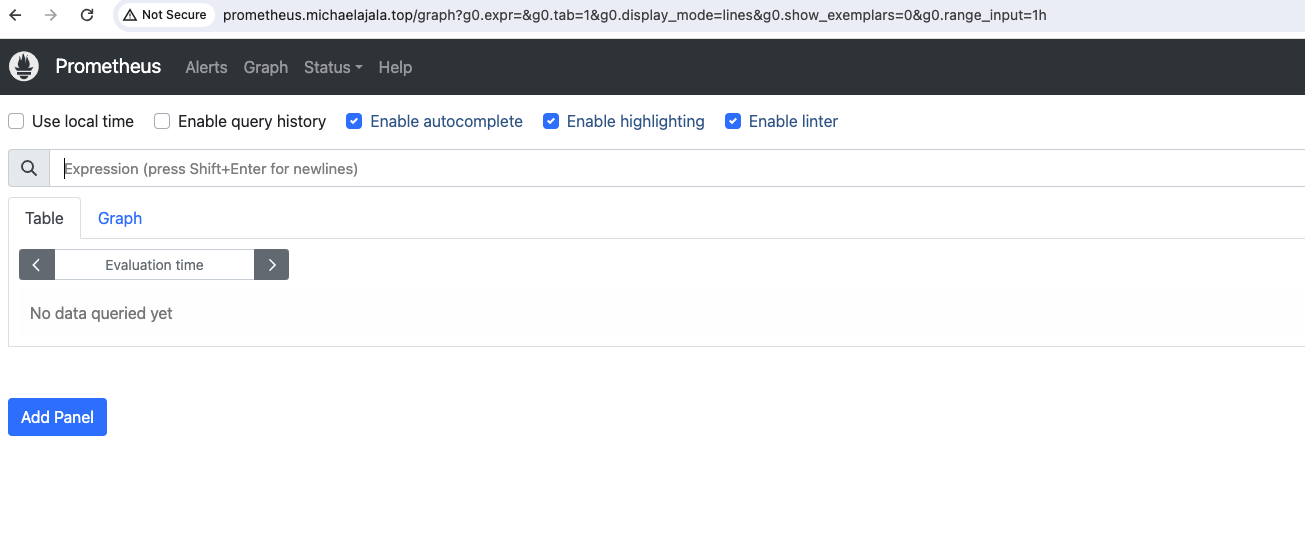 Not Secure prometheus.michaelajala.top/graph?g0.expr=&g0.tab=1&g0.display_mode=lines&g0.show_exemplars=0&g0.range_input=1h
Prometheus Alerts Graph Status Help
Use local time Enable query history Enable autocomplete Enable highlighting Enable linter
Expression (press Shift+Enter for newlines)
Table Graph
Evaluation time
No data queried yet
Add Panel